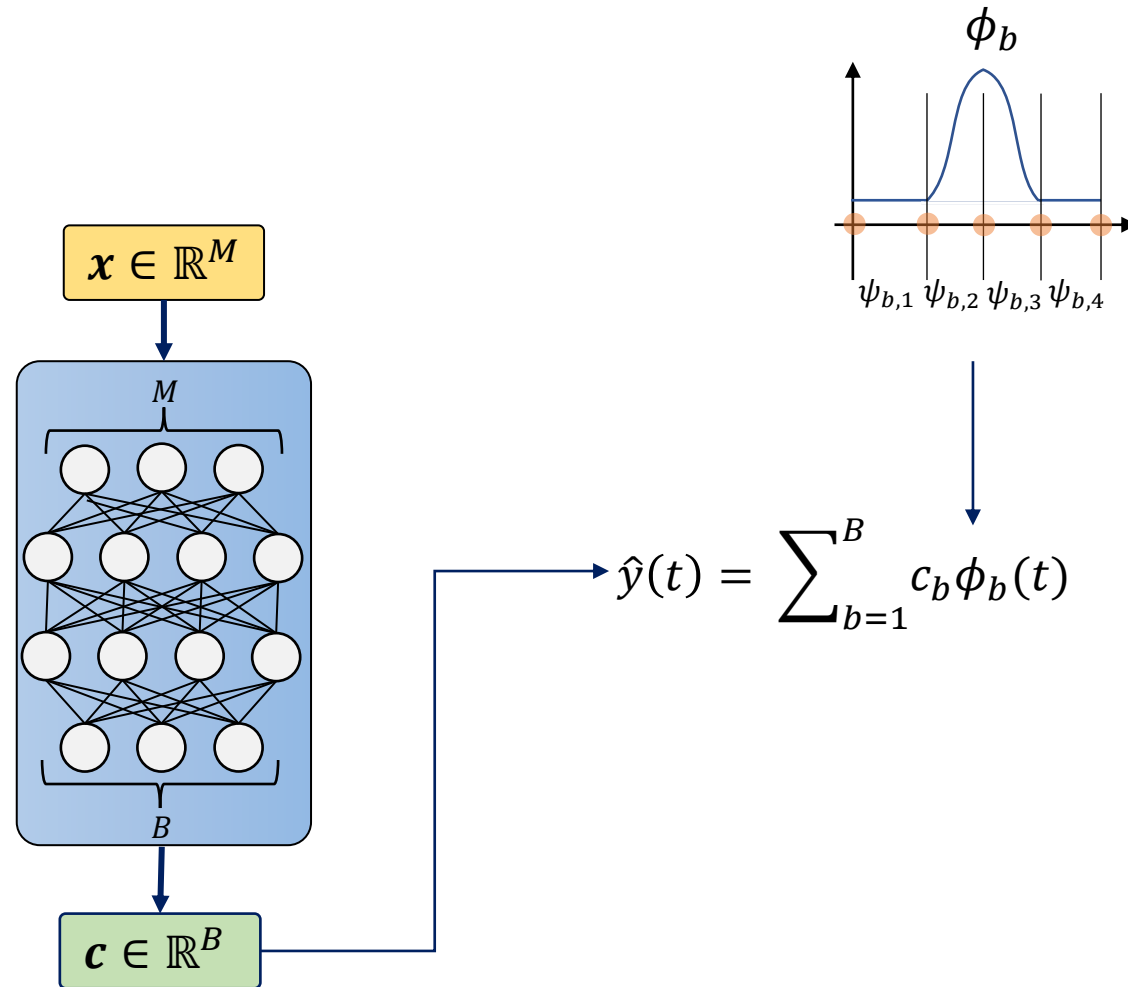 ϕ_b
ψ_{b,1} ψ_{b,2} ψ_{b,3} ψ_{b,4}
𝒙 ∈ ℝ^M
M
B
𝒄 ∈ ℝ^B
ŷ(t) = ∑_{b=1}^{B} c_b ϕ_b(t)